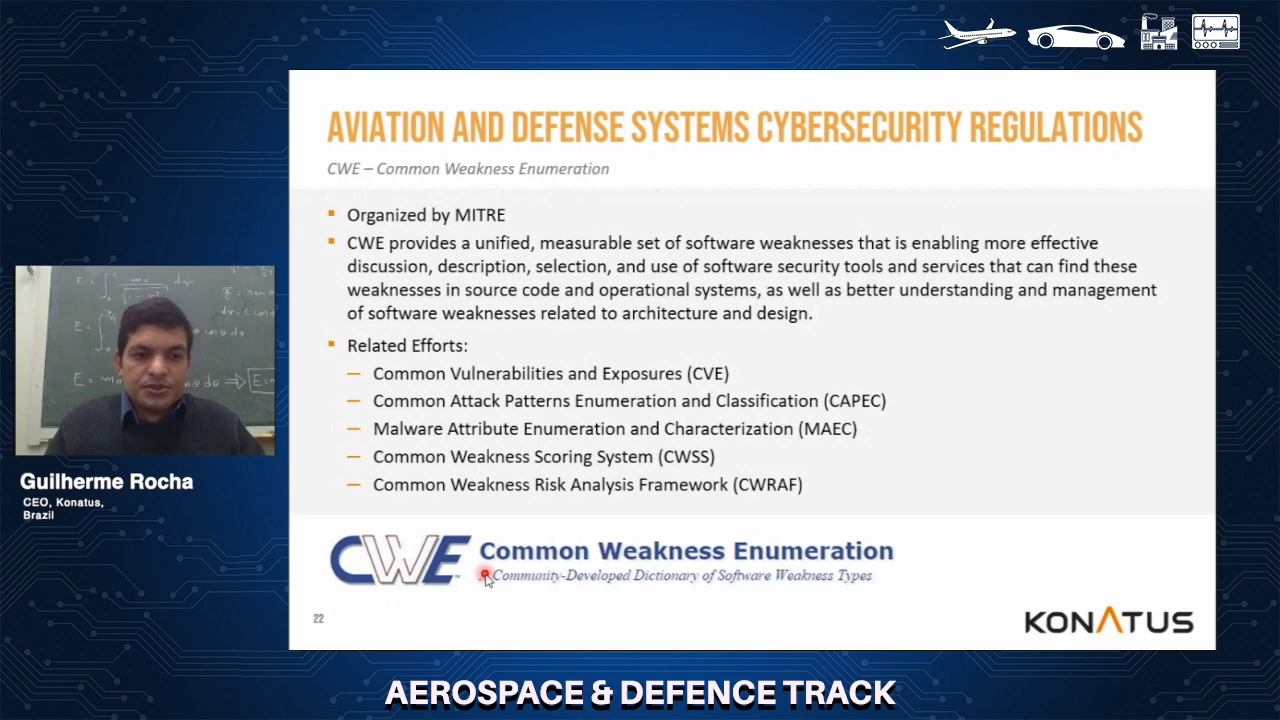 AVIATION AND DEFENSE SYSTEMS CYBERSECURITY REGULATIONS
CWE – Common Weakness Enumeration
Organized by MITRE
CWE provides a unified, measurable set of software weaknesses that is enabling more effective
discussion, description, selection, and use of software security tools and services that can find these
weaknesses in source code and operational systems, as well as better understanding and management
of software weaknesses related to architecture and design.
Related Efforts:
— Common Vulnerabilities and Exposures (CVE)
— Common Attack Patterns Enumeration and Classification (CAPEC)
— Malware Attribute Enumeration and Characterization (MAEC)
— Common Weakness Scoring System (CWSS)
— Common Weakness Risk Analysis Framework (CWRAF)
CWE Common Weakness Enumeration
Community-Developed Dictionary of Software Weakness Types
22
KONATUS
Guilherme Rocha
CEO, Konatus,
Brazil
AEROSPACE & DEFENCE TRACK